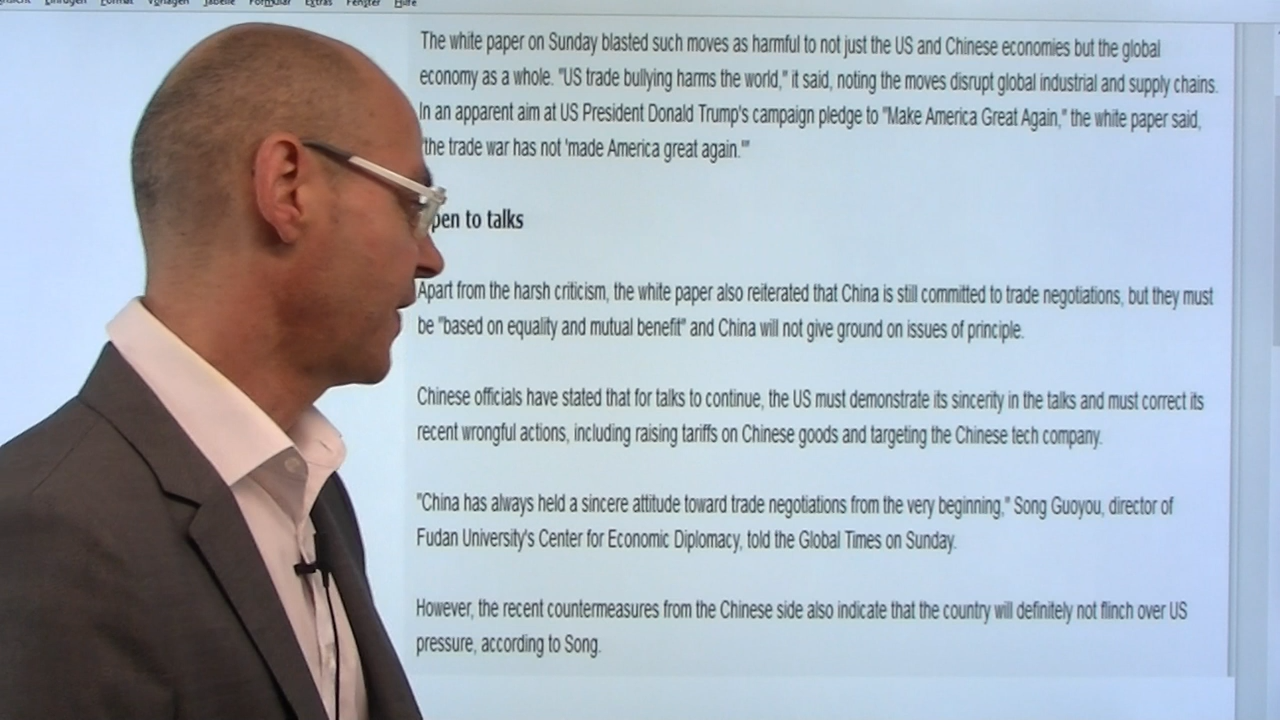 Einfügen Format Vorlagen Tabelle Formular Extras Fenster Hilfe
The white paper on Sunday blasted such moves as harmful to not just the US and Chinese economies but the global
economy as a whole. "US trade bullying harms the world," it said, noting the moves disrupt global industrial and supply chains.
In an apparent aim at US President Donald Trump's campaign pledge to "Make America Great Again," the white paper said,
"the trade war has not 'made America great again.'"
pen to talks
Apart from the harsh criticism, the white paper also reiterated that China is still committed to trade negotiations, but they must
be "based on equality and mutual benefit" and China will not give ground on issues of principle.
Chinese officials have stated that for talks to continue, the US must demonstrate its sincerity in the talks and must correct its
recent wrongful actions, including raising tariffs on Chinese goods and targeting the Chinese tech company.
"China has always held a sincere attitude toward trade negotiations from the very beginning," Song Guoyou, director of
Fudan University's Center for Economic Diplomacy, told the Global Times on Sunday.
However, the recent countermeasures from the Chinese side also indicate that the country will definitely not flinch over US
pressure, according to Song.